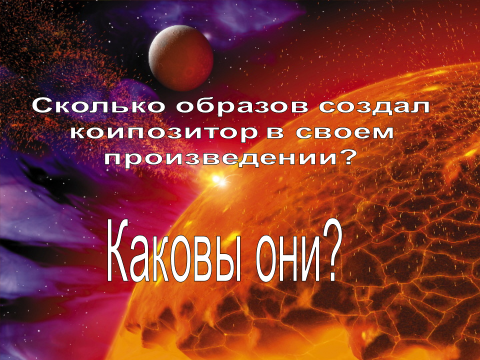 Сколько образов создал
коипозитор в своем
произведении?
Каковы они?